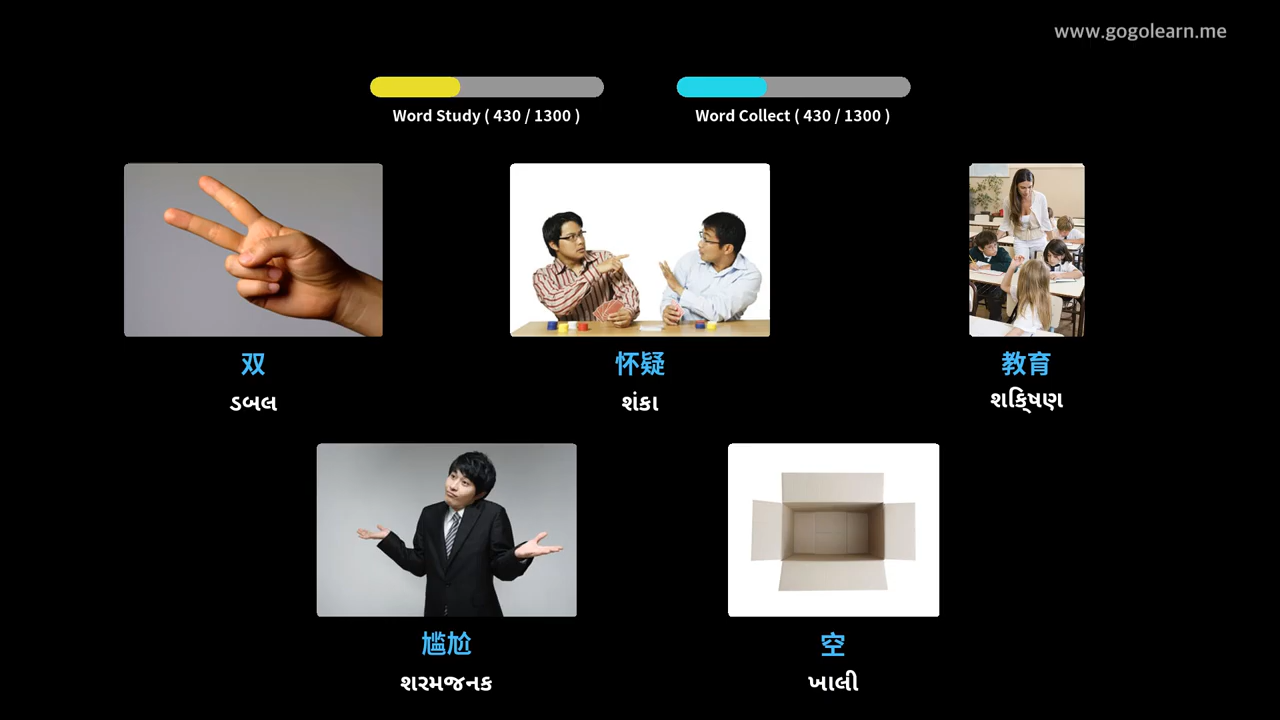 www.gogolearn.me
Word Study ( 430 / 1300 )
Word Collect ( 430 / 1300 )
双
ડબલ
怀疑
શંકા
教育
શક્િષણ
尴尬
શરમજનક
空
ખાલી